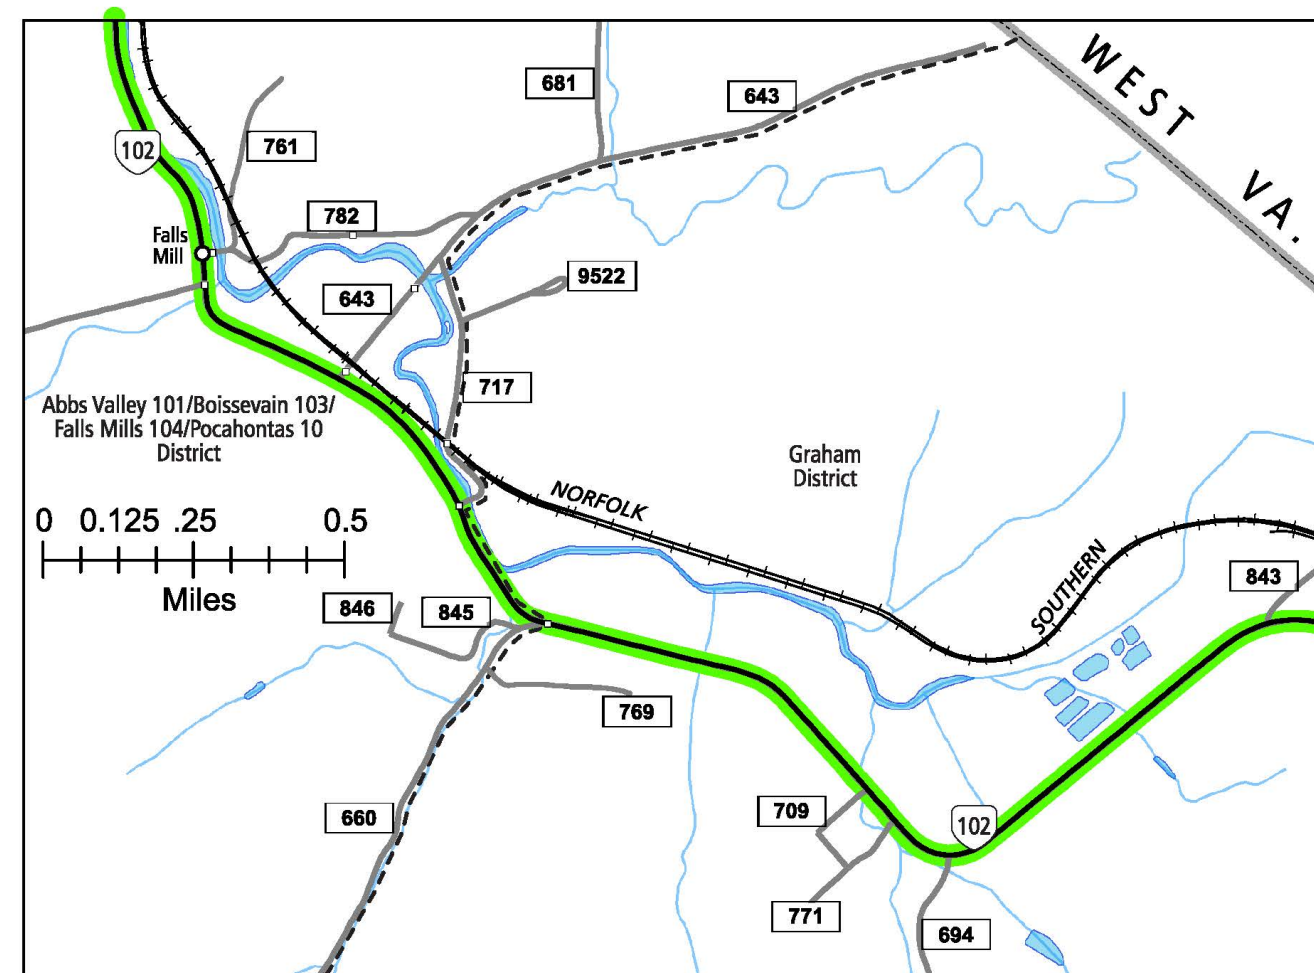 WEST VA.
681
643
102
761
782
Falls
Mill
9522
643
717
Abbs Valley 101/Boissevain 103/
Falls Mills 104/Pocahontas 10
District
Graham
District
NORFOLK
0 0.125 .25 0.5
Miles
SOUTHERN
843
846
845
769
660
709
102
771
694